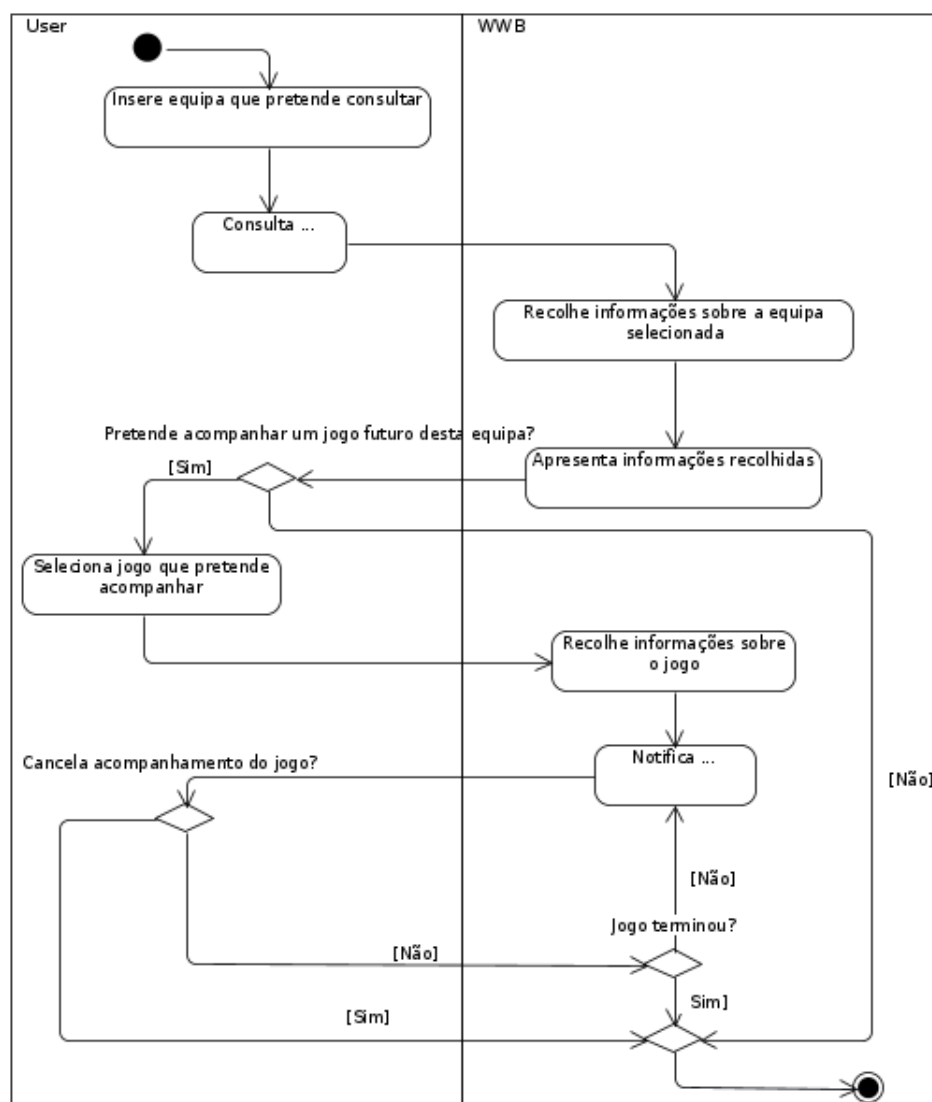 User
WWB
Insere equipa que pretende consultar
Consulta ...
Recolhe informações sobre a equipa
selecionada
Pretende acompanhar um jogo futuro desta equipa?
Apresenta informações recolhidas
[Sim]
Seleciona jogo que pretende
acompanhar
Recolhe informações sobre
o jogo
Cancela acompanhamento do jogo?
Notifica ...
[Não]
[Não]
Jogo terminou?
[Não]
Sim]
[Sim]